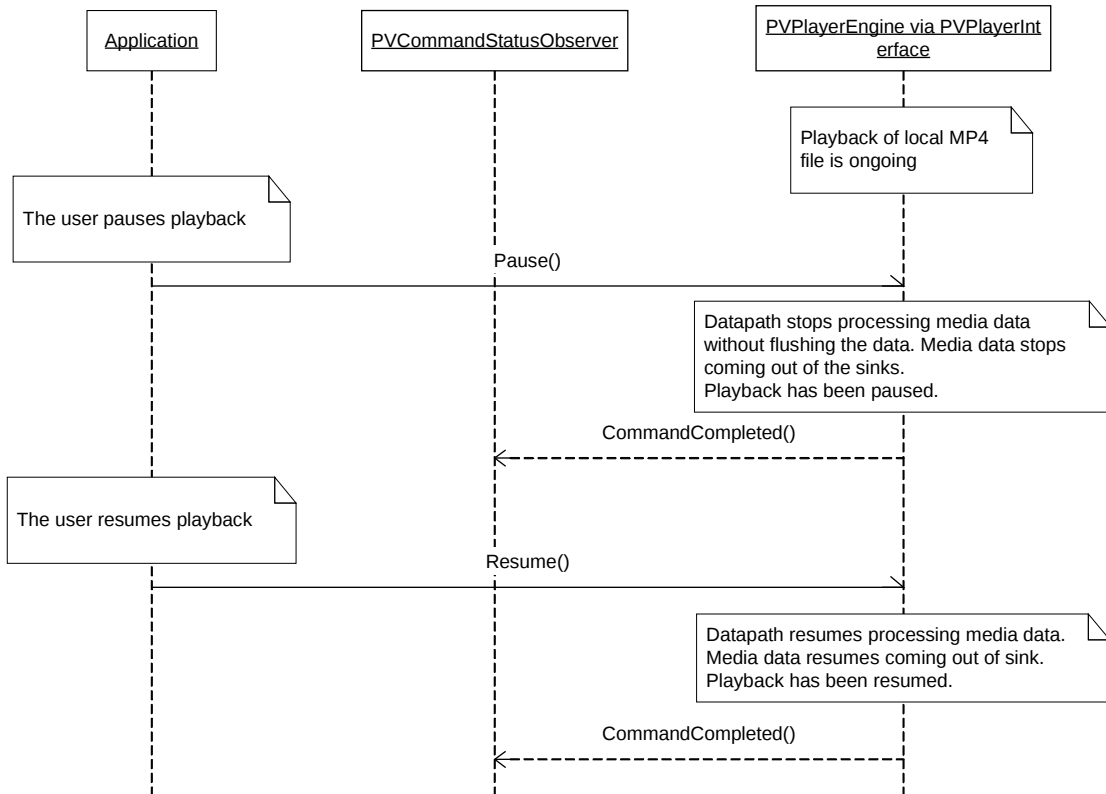 Application
PVCommandStatusObserver
PVPlayerEngine via PVPlayerInt
erface
Playback of local MP4
file is ongoing
The user pauses playback
Pause()
Datapath stops processing media data
without flushing the data. Media data stops
coming out of the sinks.
Playback has been paused.
CommandCompleted()
The user resumes playback
Resume()
Datapath resumes processing media data.
Media data resumes coming out of sink.
Playback has been resumed.
CommandCompleted()